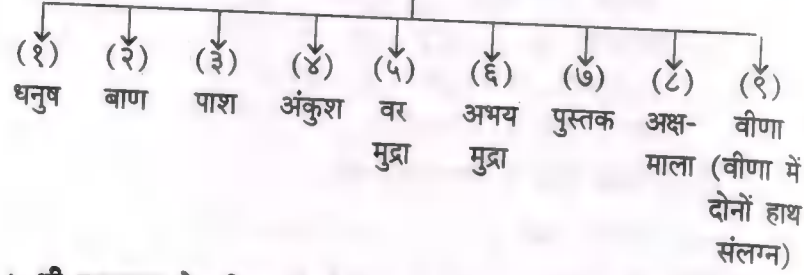 (१) (२) (३) (४) (५) (६) (७) (८) (९)
धनुष बाण पाश अंकुश वर अभय पुस्तक अक्ष- वीणा
मुद्रा मुद्रा माला (वीणा में
दोनों हाथ
संलग्न)